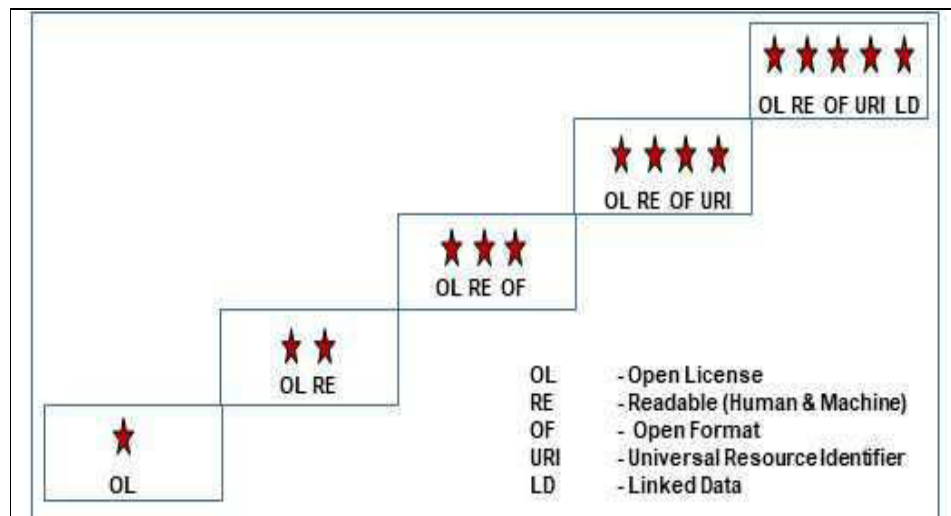 OL RE OF URI LD
OL RE OF URI
OL RE OF
OL RE
OL
OL - Open License
RE - Readable (Human & Machine)
OF - Open Format
URI - Universal Resource Identifier
LD - Linked Data